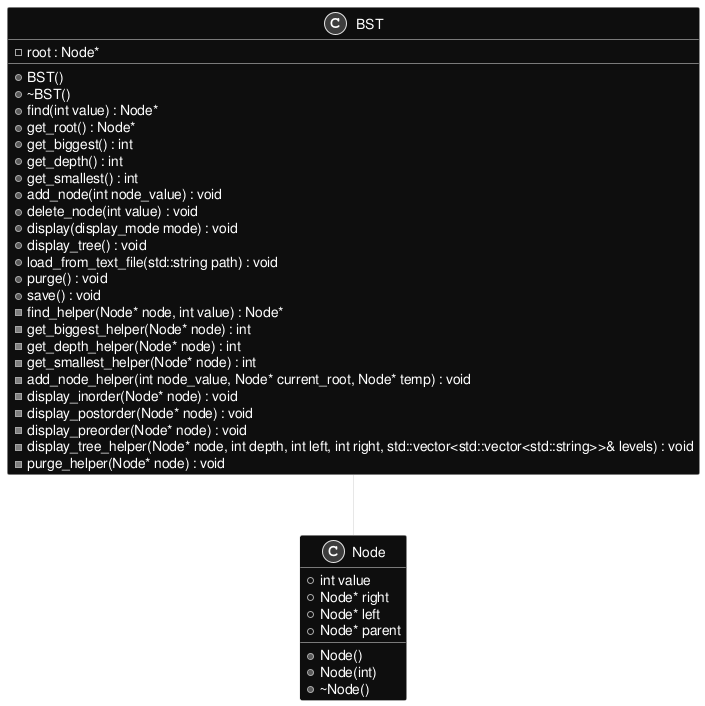 C BST
root : Node*
BST()
~BST()
find(int value) : Node*
get_root() : Node*
get_biggest() : int
get_depth() : int
get_smallest() : int
add_node(int node_value) : void
delete_node(int value) : void
display(display_mode mode) : void
display_tree() : void
load_from_text_file(std::string path) : void
purge() : void
save() : void
find_helper(Node* node, int value) : Node*
get_biggest_helper(Node* node) : int
get_depth_helper(Node* node) : int
get_smallest_helper(Node* node) : int
add_node_helper(int node_value, Node* current_root, Node* temp) : void
display_inorder(Node* node) : void
display_postorder(Node* node) : void
display_preorder(Node* node) : void
display_tree_helper(Node* node, int depth, int left, int right, std::vector<std::vector<std::string>>& levels) : void
purge_helper(Node* node) : void
C Node
int value
Node* right
Node* left
Node* parent
Node()
Node(int)
~Node()